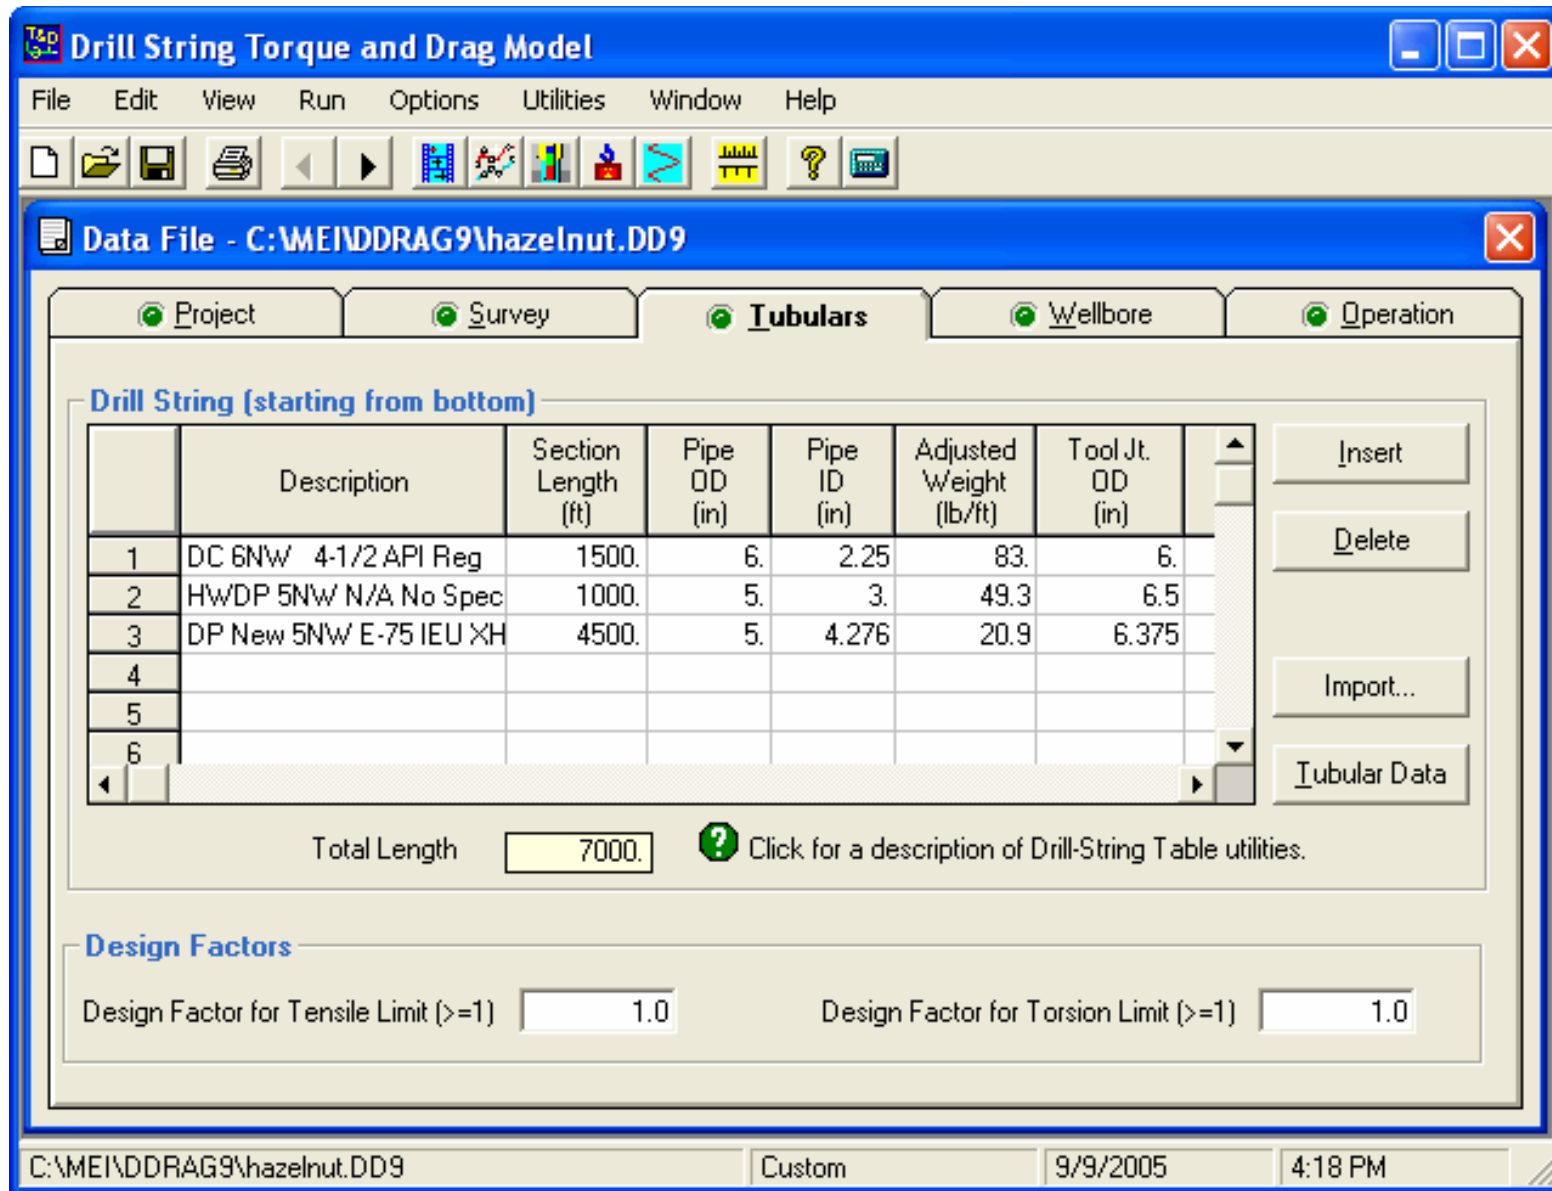 T&D
Drill String Torque and Drag Model
File Edit View Run Options Utilities Window Help
Data File - C:\MEI\DDRAG9\hazelnut.DD9
Project Survey Tubulars Wellbore Operation
Drill String (starting from bottom)
Description Section Length (ft) Pipe OD (in) Pipe ID (in) Adjusted Weight (lb/ft) Tool Jt. OD (in)
1 DC 6NW 4-1/2 API Reg 1500. 6. 2.25 83. 6.
2 HWDP 5NW N/A No Spec 1000. 5. 3. 49.3 6.5
3 DP New 5NW E-75 IEU XH 4500. 5. 4.276 20.9 6.375
4
5
6
Insert
Delete
Import...
Tubular Data
Total Length 7000. ? Click for a description of Drill-String Table utilities.
Design Factors
Design Factor for Tensile Limit (>=1) 1.0 Design Factor for Torsion Limit (>=1) 1.0
C:\MEI\DDRAG9\hazelnut.DD9 Custom 9/9/2005 4:18 PM